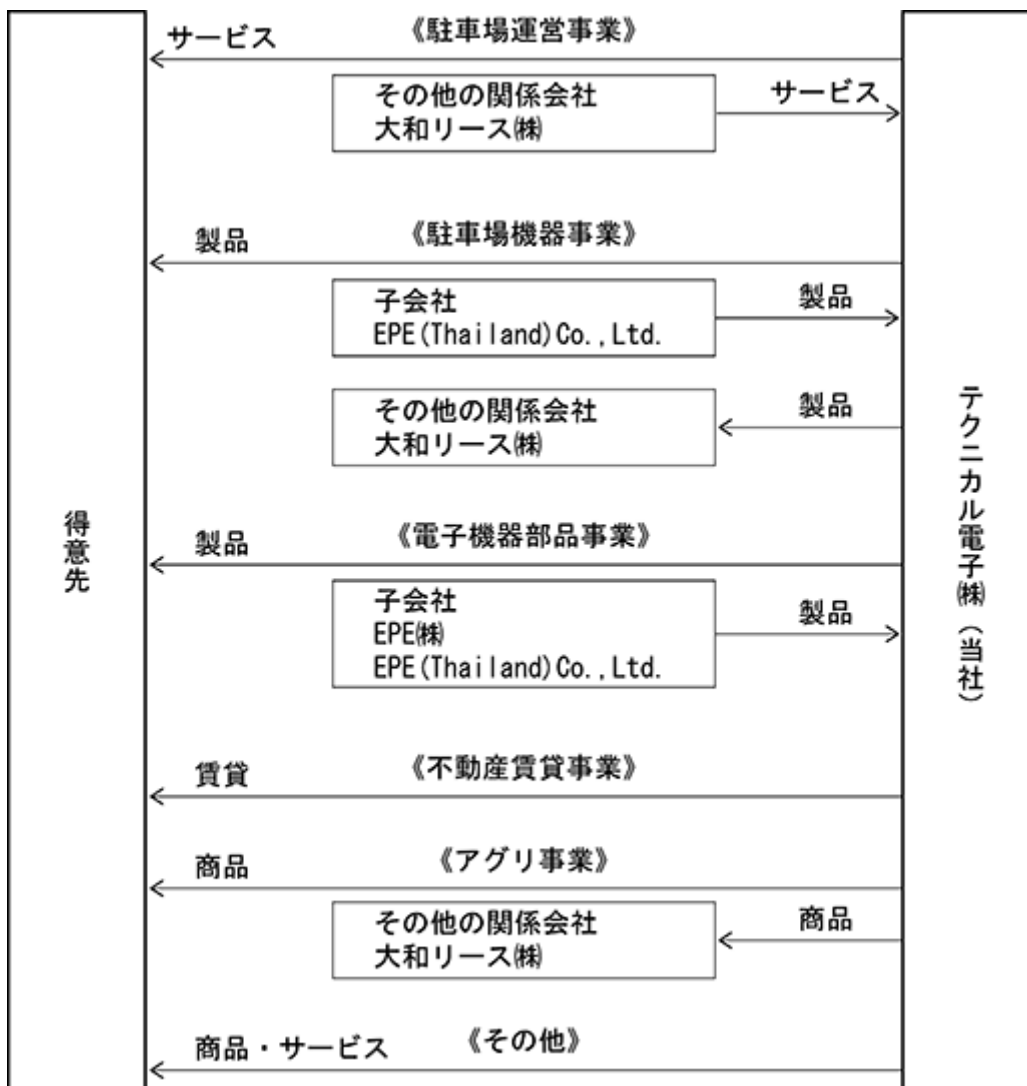 《駐車場運営事業》
サービス
その他の関係会社
大和リース㈱
サービス
《駐車場機器事業》
製品
子会社
EPE(Thailand)Co.,Ltd.
製品
その他の関係会社
大和リース㈱
製品
《電子機器部品事業》
製品
子会社
EPE㈱
EPE(Thailand)Co.,Ltd.
製品
《不動産賃貸事業》
賃貸
《アグリ事業》
商品
その他の関係会社
大和リース㈱
商品
《その他》
商品・サービス
得意先
テクニカル電子㈱（当社）